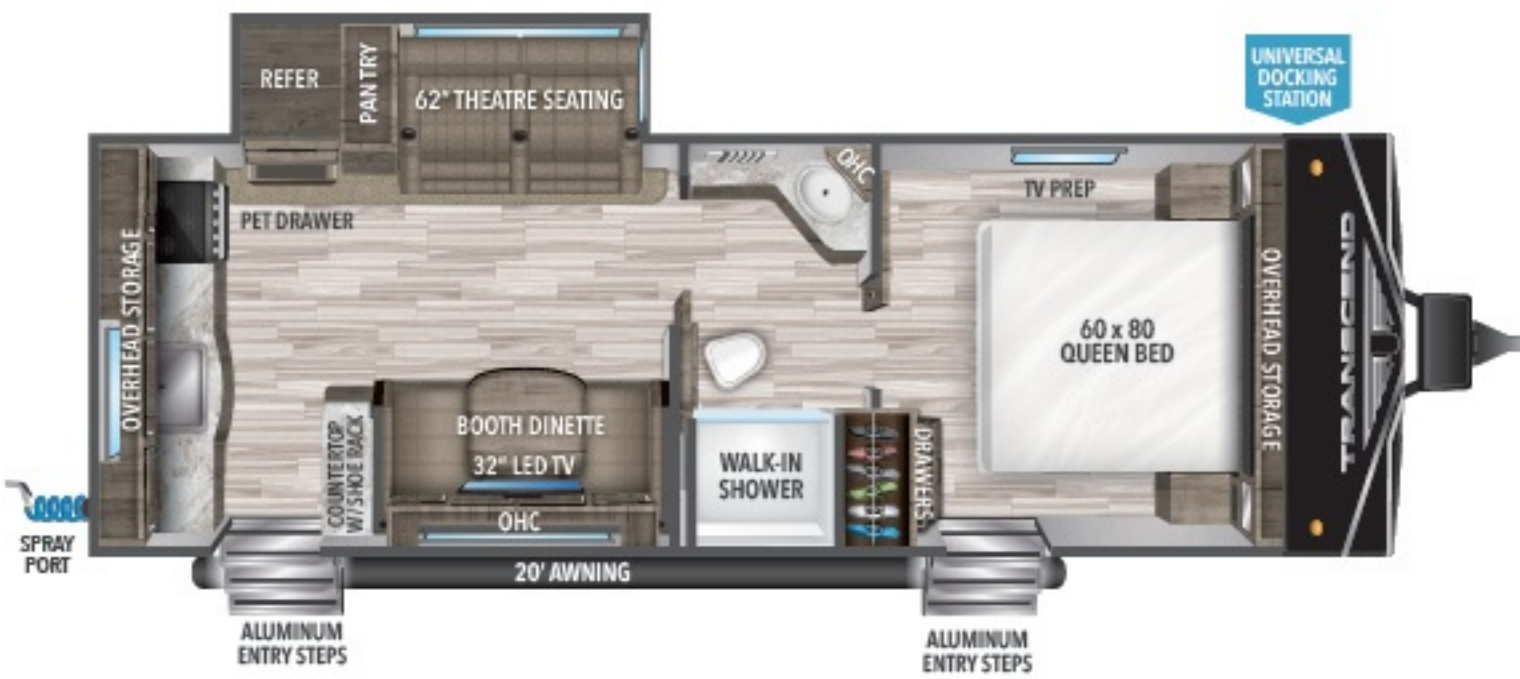 REFER
PANTRY
62" THEATRE SEATING
UNIVERSAL
DOCKING
STATION
OHC
TV PREP
PET DRAWER
OVERHEAD STORAGE
60 x 80
QUEEN BED
OVERHEAD STORAGE
TRANSCEND
BOOTH DINETTE
32" LED TV
COUNTERTOP
W/ SHOE RACK
OHC
WALK-IN
SHOWER
DRAWERS
SPRAY
PORT
20' AWNING
ALUMINUM
ENTRY STEPS
ALUMINUM
ENTRY STEPS